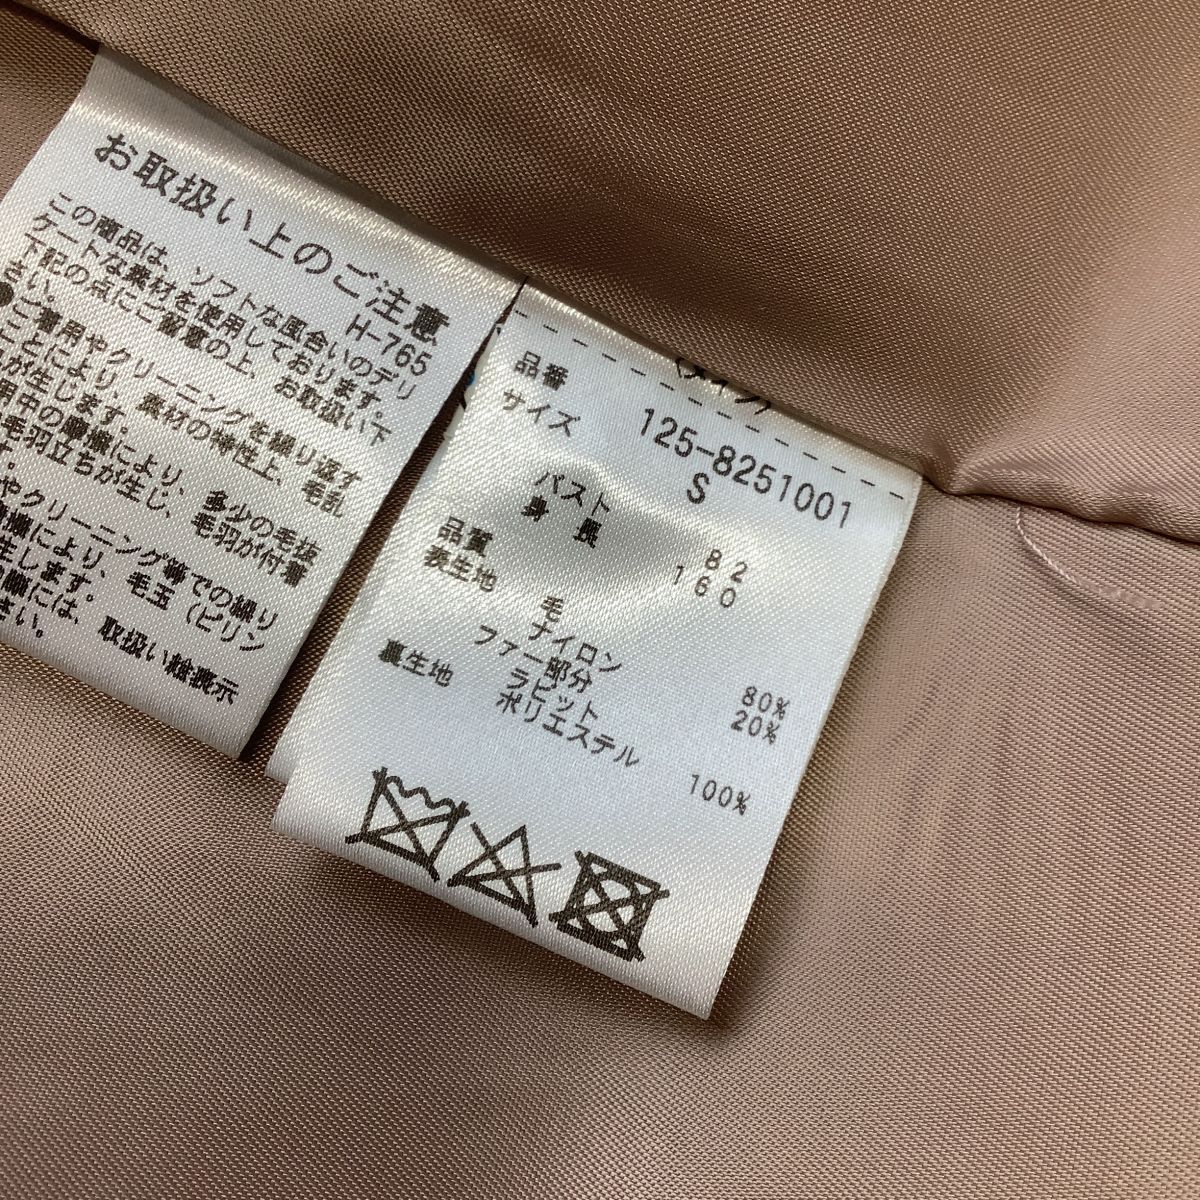 お取扱い上のご注意
H-765
この商品は、ソフトな風合いのデリ
ケートな素材を使用しております。
下記の点にご留意の上、お取扱い下
さい。
●ご着用やクリーニングを繰り返す
ことにより、素材の特性上、毛乱
が生じます。
用中の摩擦により、多少の毛抜
毛羽立ちが生じ、毛羽が付着
やクリーニング等での繰り
擦により、毛玉（ピリン
生します。
には、取扱い絵表示
さい。
品番 125-8251001
サイズ S
バスト 82
身長 160
品質
表生地 毛 80%
ナイロン 20%
ファー部分
ラビット
裏生地 ポリエステル 100%